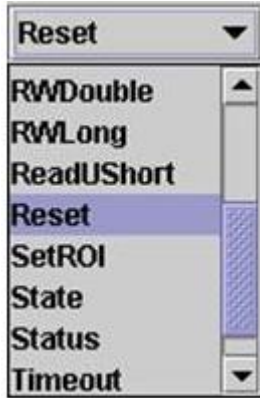 Reset
RWDouble
RWLong
ReadUShort
Reset
SetROI
State
Status
Timeout